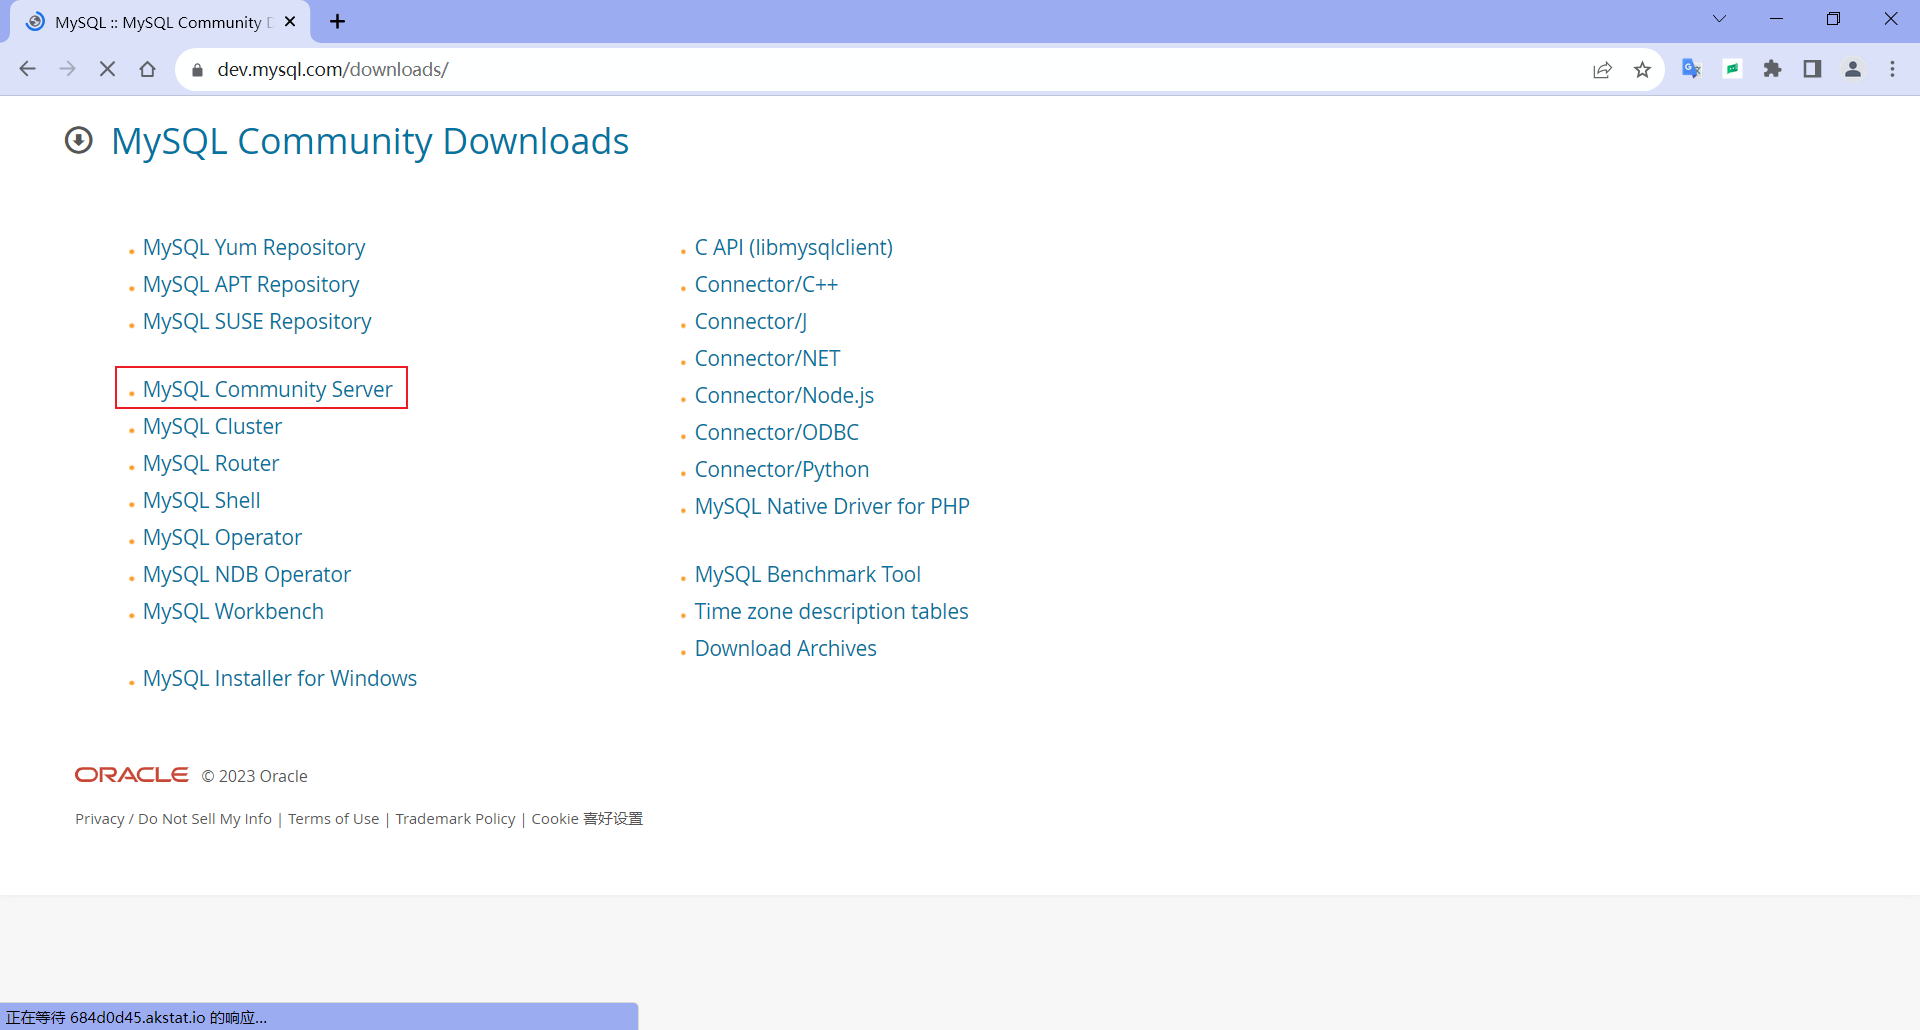 MySQL :: MySQL Community D
dev.mysql.com/downloads/
MySQL Community Downloads
MySQL Yum Repository
MySQL APT Repository
MySQL SUSE Repository
MySQL Community Server
MySQL Cluster
MySQL Router
MySQL Shell
MySQL Operator
MySQL NDB Operator
MySQL Workbench
MySQL Installer for Windows
C API (libmysqlclient)
Connector/C++
Connector/J
Connector/NET
Connector/Node.js
Connector/ODBC
Connector/Python
MySQL Native Driver for PHP
MySQL Benchmark Tool
Time zone description tables
Download Archives
ORACLE © 2023 Oracle
Privacy / Do Not Sell My Info | Terms of Use | Trademark Policy | Cookie 喜好设置
正在等待 684d0d45.akstat.io 的响应...